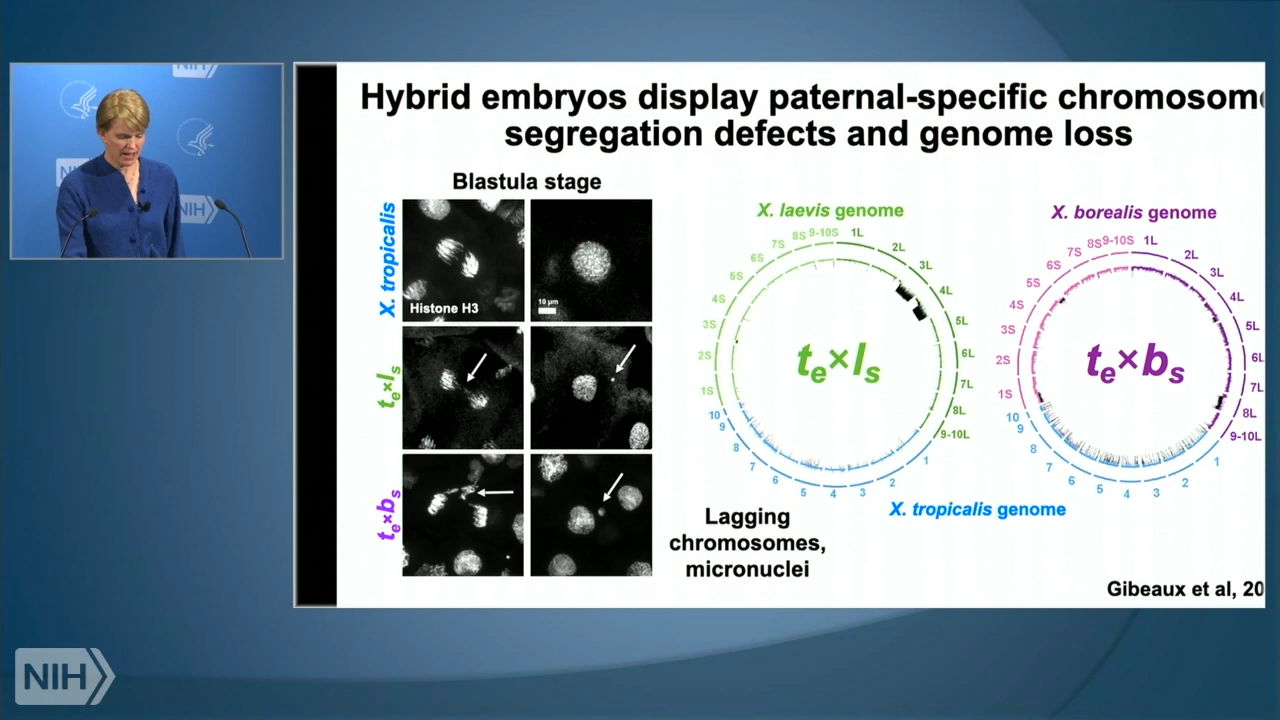 NIH
NIH
Hybrid embryos display paternal-specific chromosome
segregation defects and genome loss
Blastula stage
X. tropicalis
Histone H3
10 μm
te×ls
te×bs
Lagging
chromosomes,
micronuclei
X. laevis genome
1L
2L
3L
4L
5L
6L
7L
8L
9-10L
1
2
3
4
5
6
7
8
9
10
1S
2S
3S
4S
5S
6S
7S
8S
9-10S
te×ls
X. borealis genome
1L
2L
3L
4L
5L
6L
7L
8L
9-10L
1
2
3
4
5
6
7
8
9
10
1S
2S
3S
4S
5S
6S
7S
8S
9-10S
te×bs
X. tropicalis genome
Gibeaux et al, 20
NIH